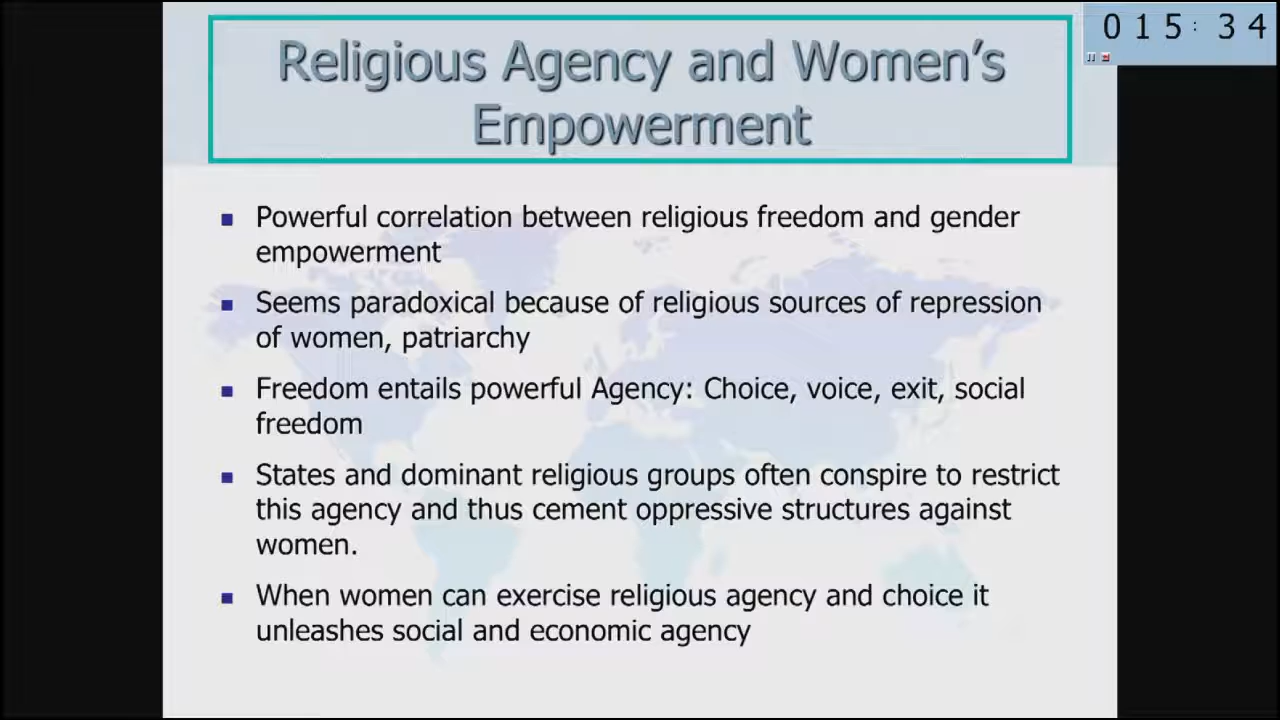 015:34
Religious Agency and Women's
Empowerment
Powerful correlation between religious freedom and gender
empowerment
Seems paradoxical because of religious sources of repression
of women, patriarchy
Freedom entails powerful Agency: Choice, voice, exit, social
freedom
States and dominant religious groups often conspire to restrict
this agency and thus cement oppressive structures against
women.
When women can exercise religious agency and choice it
unleashes social and economic agency